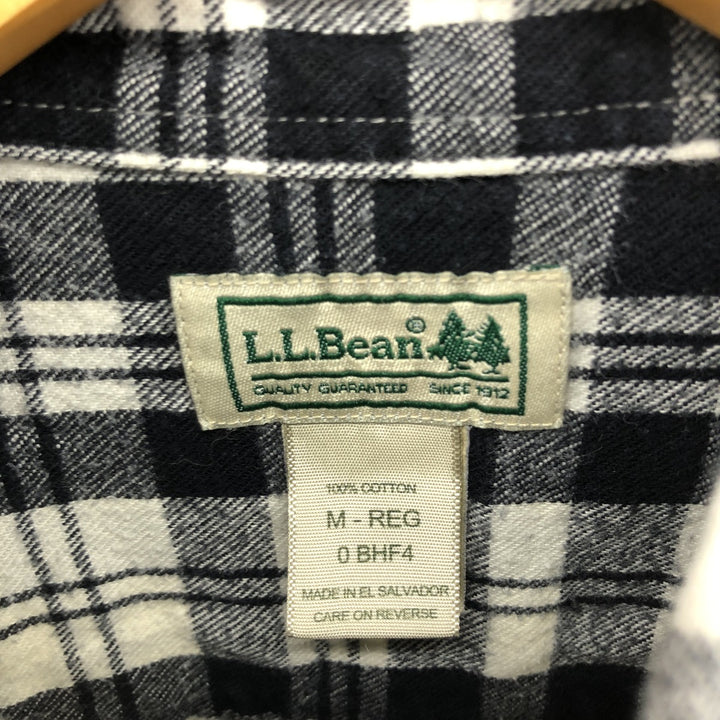 L.L.Bean®
QUALITY GUARANTEED SINCE 1912
100% COTTON
M - REG
0 BHF4
MADE IN EL SALVADOR
CARE ON REVERSE